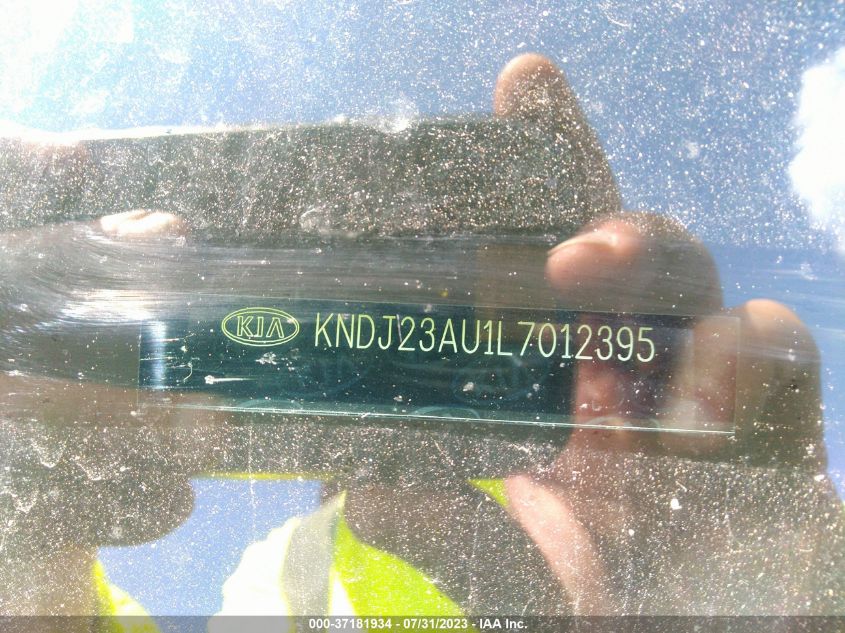 KIA KNDJ23AU1L7012395
000-37181934 - 07/31/2023 - IAA Inc.